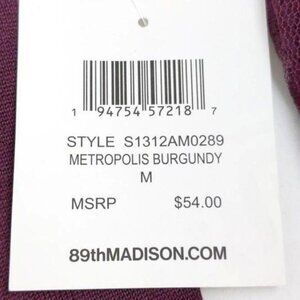 1 94754 57218 7
STYLE S1312AM0289
METROPOLIS BURGUNDY
M
MSRP $54.00
89thMADISON.COM